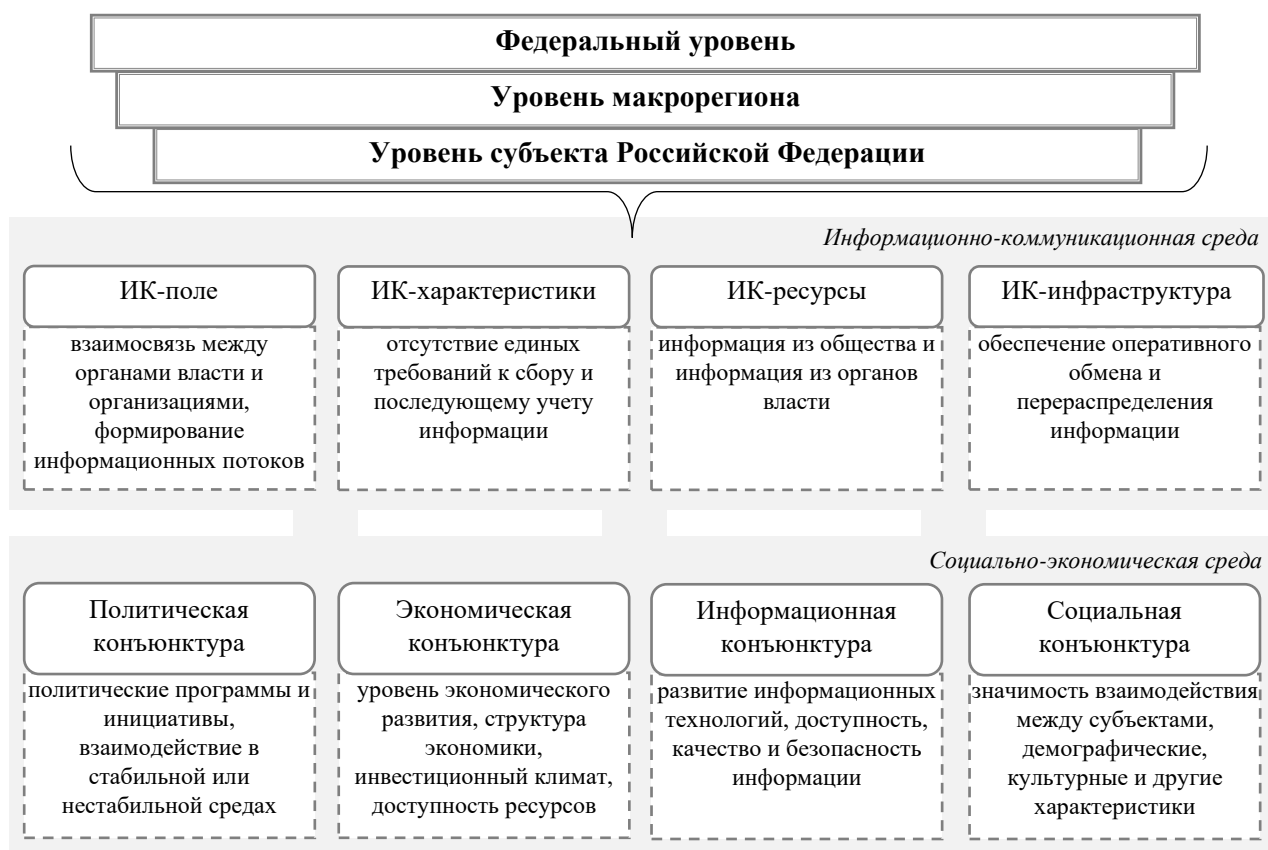 Федеральный уровень
Уровень макрорегиона
Уровень субъекта Российской Федерации
Информационно-коммуникационная среда
ИК-поле
взаимосвязь между
органами власти и
организациями,
формирование
информационных потоков
ИК-характеристики
отсутствие единых
требований к сбору и
последующему учету
информации
ИК-ресурсы
информация из общества и
информация из органов
власти
ИК-инфраструктура
обеспечение оперативного
обмена и
перераспределения
информации
Социально-экономическая среда
Политическая
конъюнктура
политические программы и
инициативы,
взаимодействие в
стабильной или
нестабильной средах
Экономическая
конъюнктура
уровень экономического
развития, структура
экономики,
инвестиционный климат,
доступность ресурсов
Информационная
конъюнктура
развитие информационных
технологий, доступность,
качество и безопасность
информации
Социальная
конъюнктура
значимость взаимодействия
между субъектами,
демографические,
культурные и другие
характеристики